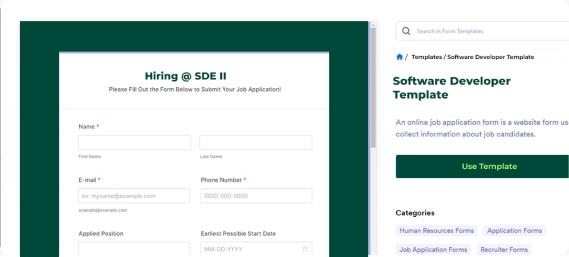 Hiring @ SDE II
Please Fill Out the Form Below to Submit Your Job Application!
Name *
First Name
Last Name
E-mail *
Phone Number *
ex: myname@example.com
(000) 000-0000
example@example.com
Applied Position
Earliest Possible Start Date
MM-DD-YYYY
Search in Form Templates
/ Templates / Software Developer Template
Software Developer
Template
An online job application form is a website form us
collect information about job candidates.
Use Template
Categories
Human Resources Forms
Application Forms
Job Application Forms
Recruiter Forms